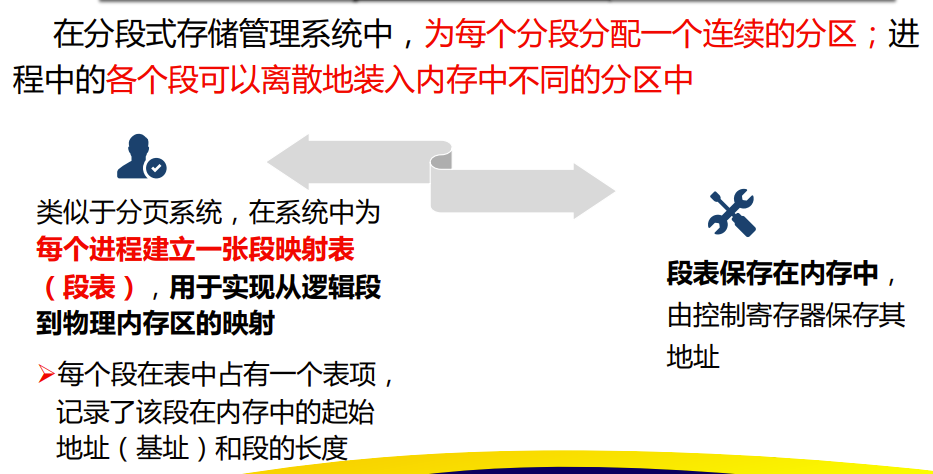 在分段式存储管理系统中，为每个分段分配一个连续的分区；进
程中的各个段可以离散地装入内存中不同的分区中
类似于分页系统，在系统中为
每个进程建立一张段映射表
（段表），用于实现从逻辑段
到物理内存区的映射
每个段在表中占有一个表项，
记录了该段在内存中的起始
地址（基址）和段的长度
段表保存在内存中，
由控制寄存器保存其
地址